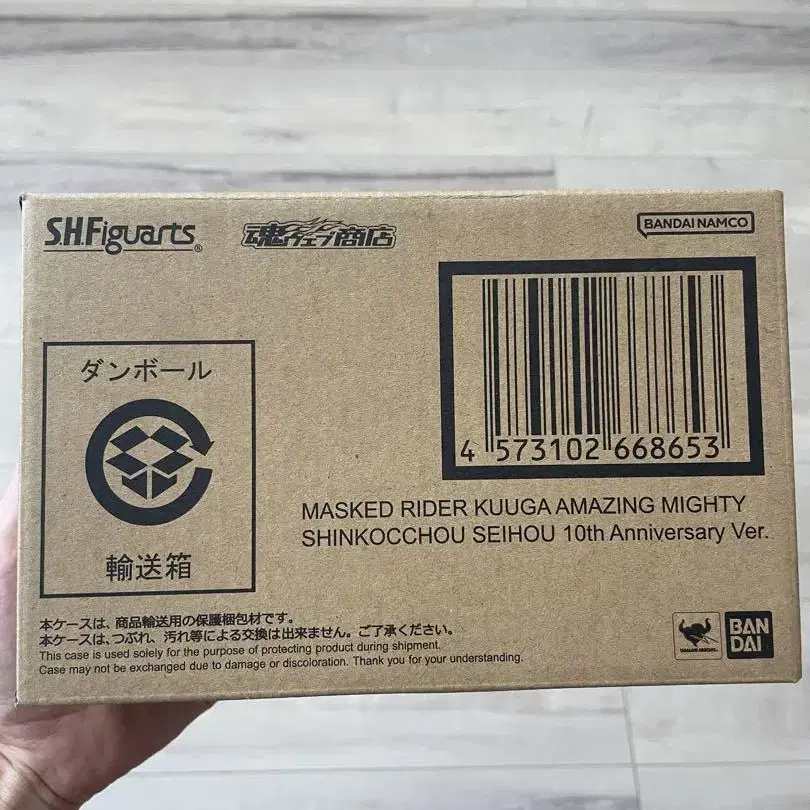 S.H.Figuarts®
魂ウェブ商店
BANDAI NAMCO
ダンボール
輸送箱
4 573102 668653
MASKED RIDER KUUGA AMAZING MIGHTY
SHINKOCCHOU SEIHOU 10th Anniversary Ver.
本ケースは、商品輸送用の保護梱包材です。
本ケースは、つぶれ、汚れ等による交換は出来ません。ご了承ください。
This case is used solely for the purpose of protecting product during shipment.
Case may not be exchanged due to damage or discoloration. Thank you for your understanding.
TAMASHII NATIONS
BAN
DAI